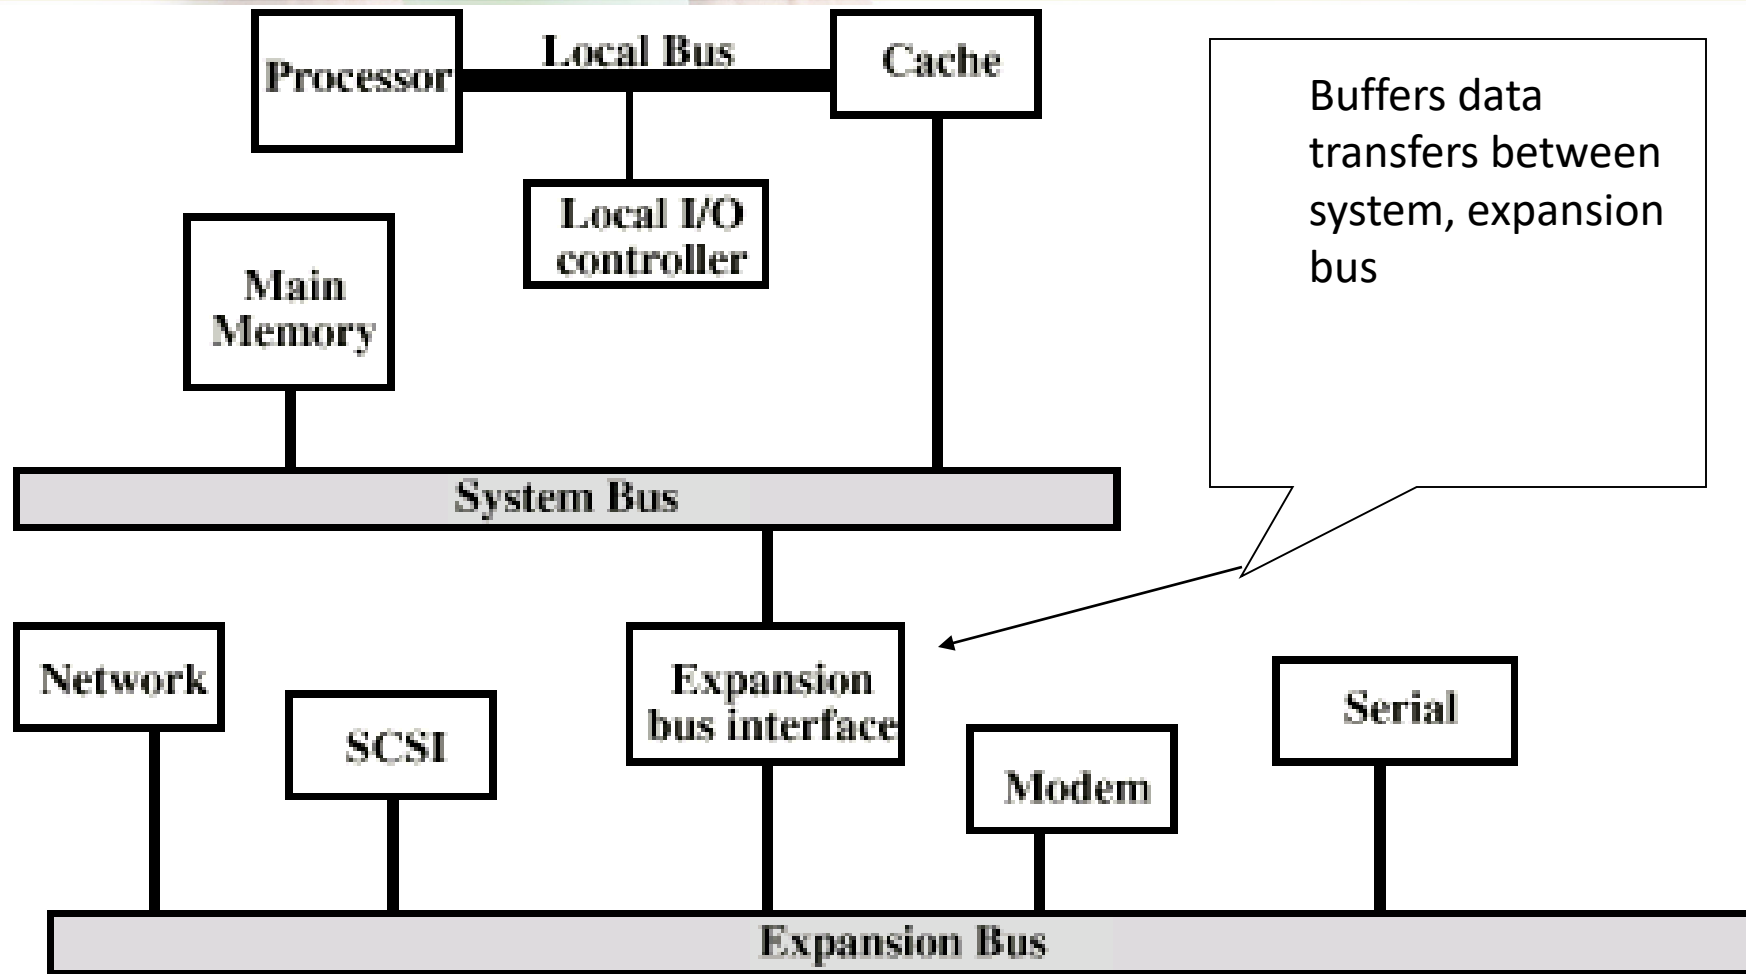 Local Bus
Processor
Cache
Buffers data
transfers between
system, expansion
bus
Local I/O
controller
Main
Memory
System Bus
Network
SCSI
Expansion
bus interface
Modem
Serial
Expansion Bus